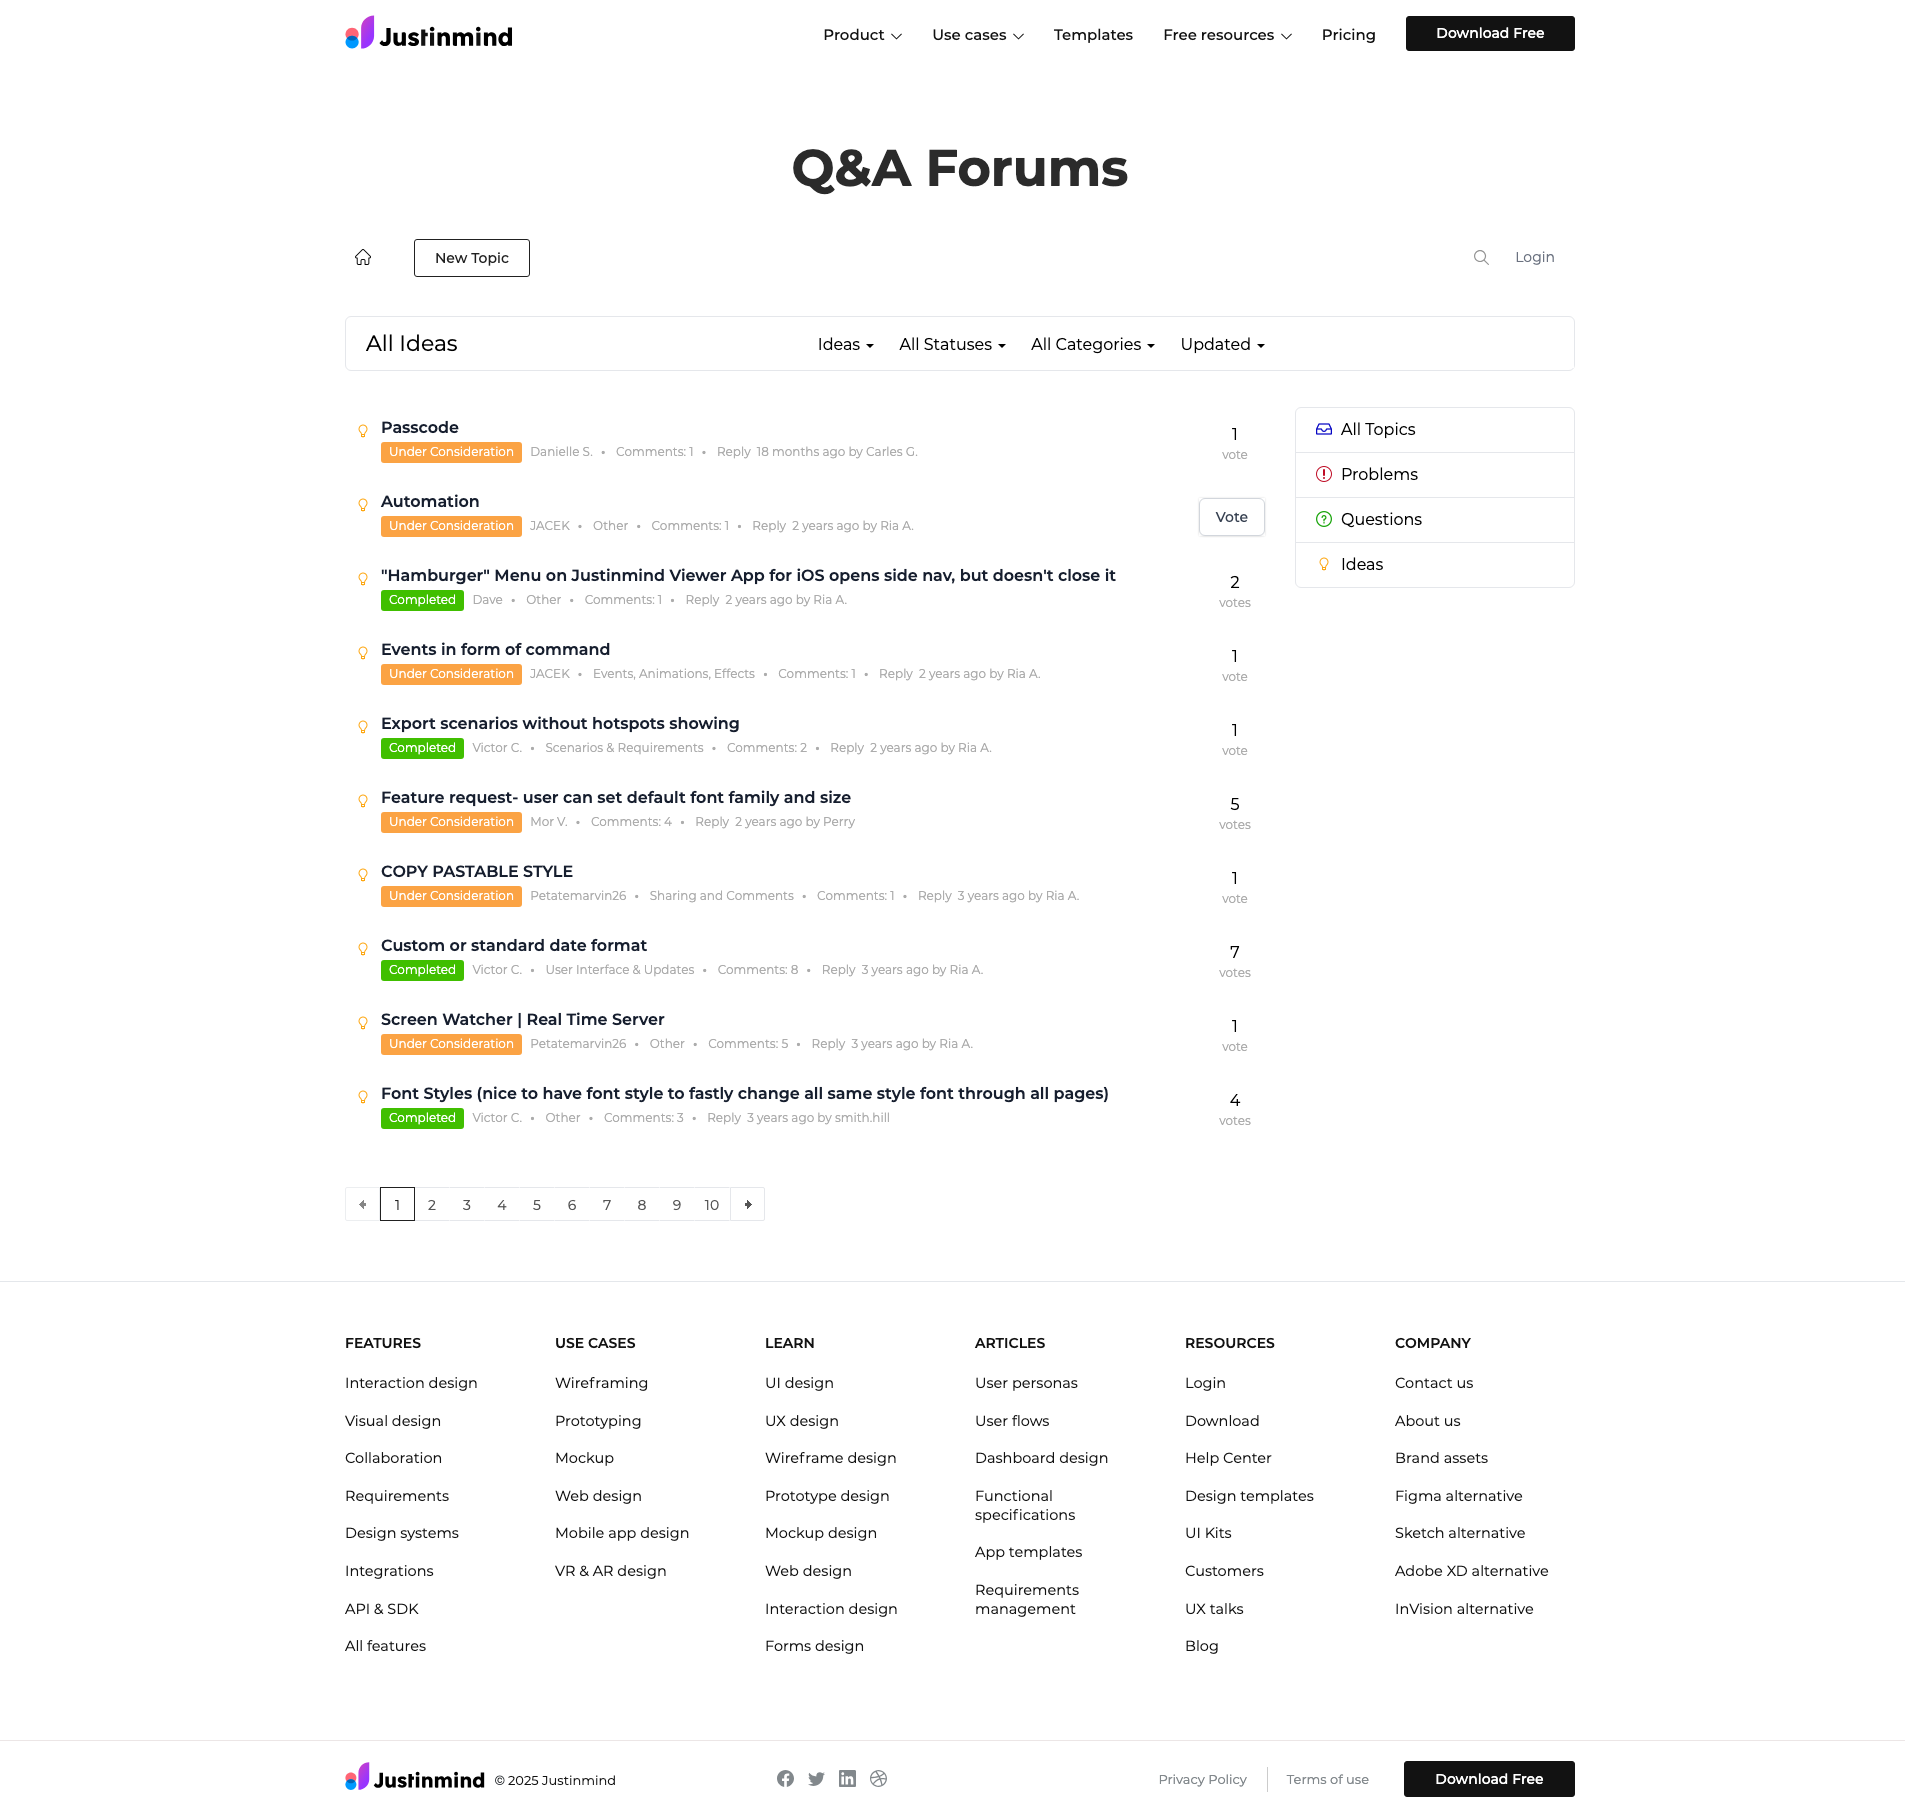 Justinmind
Product Use cases Templates Free resources Pricing Download Free
Q&A Forums
New Topic Login
All Ideas Ideas All Statuses All Categories Updated
Passcode
Under Consideration Danielle S. • Comments: 1 • Reply 18 months ago by Carles G.
1
vote
Automation
Under Consideration JACEK • Other • Comments: 1 • Reply 2 years ago by Ria A.
Vote
"Hamburger" Menu on Justinmind Viewer App for iOS opens side nav, but doesn't close it
Completed Dave • Other • Comments: 1 • Reply 2 years ago by Ria A.
2
votes
Events in form of command
Under Consideration JACEK • Events, Animations, Effects • Comments: 1 • Reply 2 years ago by Ria A.
1
vote
Export scenarios without hotspots showing
Completed Victor C. • Scenarios & Requirements • Comments: 2 • Reply 2 years ago by Ria A.
1
vote
Feature request- user can set default font family and size
Under Consideration Mor V. • Comments: 4 • Reply 2 years ago by Perry
5
votes
COPY PASTABLE STYLE
Under Consideration Petatemarvin26 • Sharing and Comments • Comments: 1 • Reply 3 years ago by Ria A.
1
vote
Custom or standard date format
Completed Victor C. • User Interface & Updates • Comments: 8 • Reply 3 years ago by Ria A.
7
votes
Screen Watcher | Real Time Server
Under Consideration Petatemarvin26 • Other • Comments: 5 • Reply 3 years ago by Ria A.
1
vote
Font Styles (nice to have font style to fastly change all same style font through all pages)
Completed Victor C. • Other • Comments: 3 • Reply 3 years ago by smith.hill
4
votes
All Topics
Problems
Questions
Ideas
1 2 3 4 5 6 7 8 9 10
FEATURES
Interaction design
Visual design
Collaboration
Requirements
Design systems
Integrations
API & SDK
All features
USE CASES
Wireframing
Prototyping
Mockup
Web design
Mobile app design
VR & AR design
LEARN
UI design
UX design
Wireframe design
Prototype design
Mockup design
Web design
Interaction design
Forms design
ARTICLES
User personas
User flows
Dashboard design
Functional
specifications
App templates
Requirements
management
RESOURCES
Login
Download
Help Center
Design templates
UI Kits
Customers
UX talks
Blog
COMPANY
Contact us
About us
Brand assets
Figma alternative
Sketch alternative
Adobe XD alternative
InVision alternative
Justinmind © 2025 Justinmind Privacy Policy Terms of use Download Free